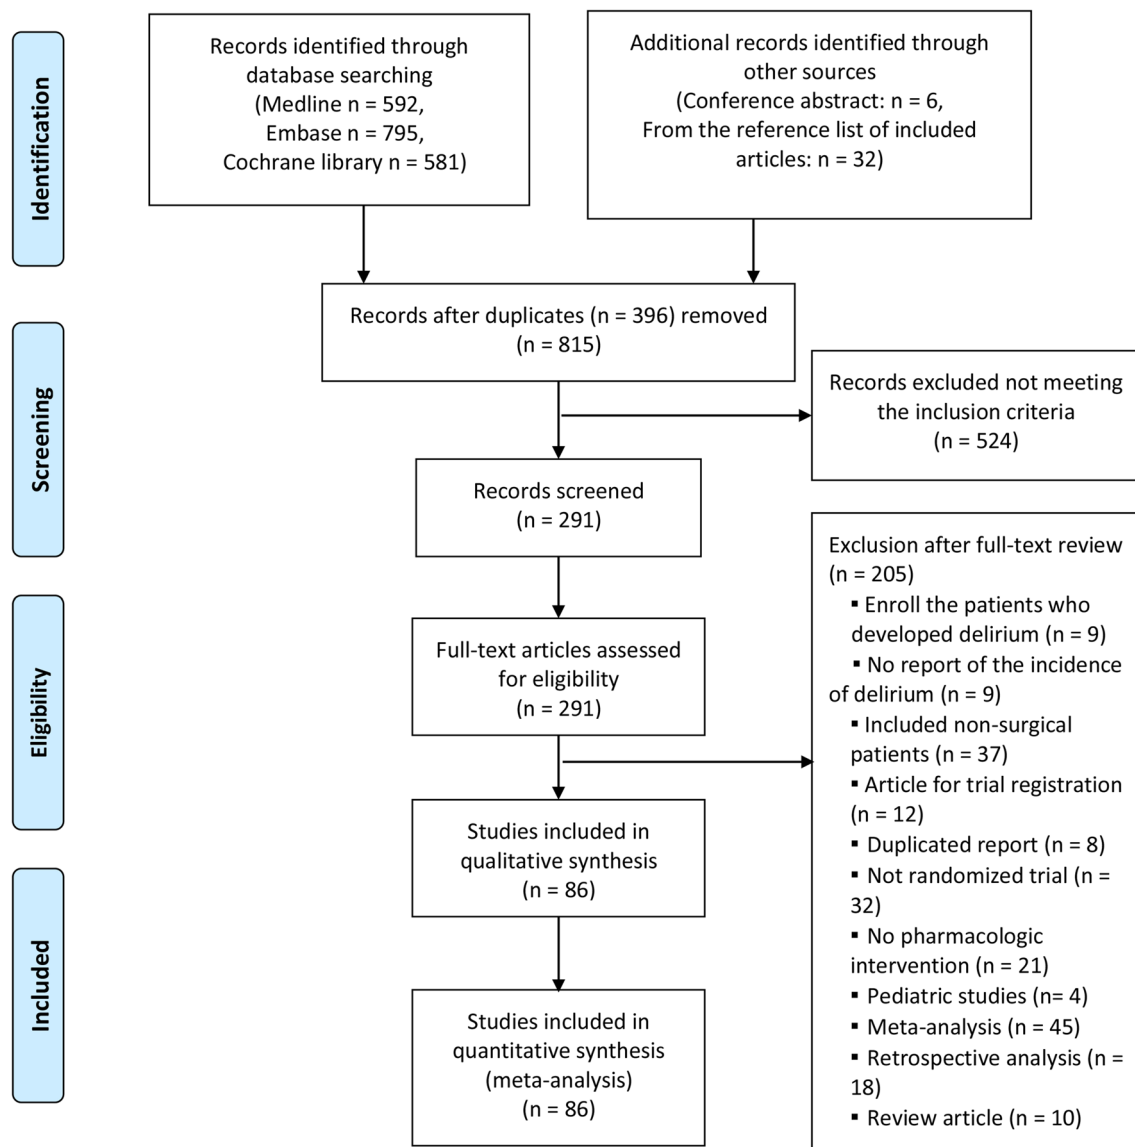 Identification
Records identified through
database searching
(Medline n = 592,
Embase n = 795,
Cochrane library n = 581)
Additional records identified through
other sources
(Conference abstract: n = 6,
From the reference list of included
articles: n = 32)
Records after duplicates (n = 396) removed
(n = 815)
Screening
Records excluded not meeting
the inclusion criteria
(n = 524)
Records screened
(n = 291)
Eligibility
Full-text articles assessed
for eligibility
(n = 291)
Exclusion after full-text review
(n = 205)
▪ Enroll the patients who
developed delirium (n = 9)
▪ No report of the incidence
of delirium (n = 9)
▪ Included non-surgical
patients (n = 37)
▪ Article for trial registration
(n = 12)
▪ Duplicated report (n = 8)
▪ Not randomized trial (n =
32)
▪ No pharmacologic
intervention (n = 21)
▪ Pediatric studies (n= 4)
▪ Meta-analysis (n = 45)
▪ Retrospective analysis (n =
18)
▪ Review article (n = 10)
Included
Studies included in
qualitative synthesis
(n = 86)
Studies included in
quantitative synthesis
(meta-analysis)
(n = 86)